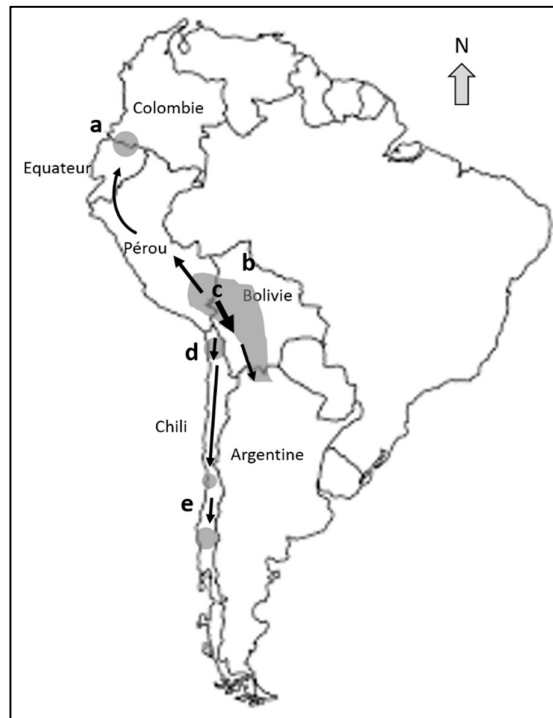 N
Colombie
a
Equateur
Pérou
b
c
Bolivie
d
Chili
Argentine
e